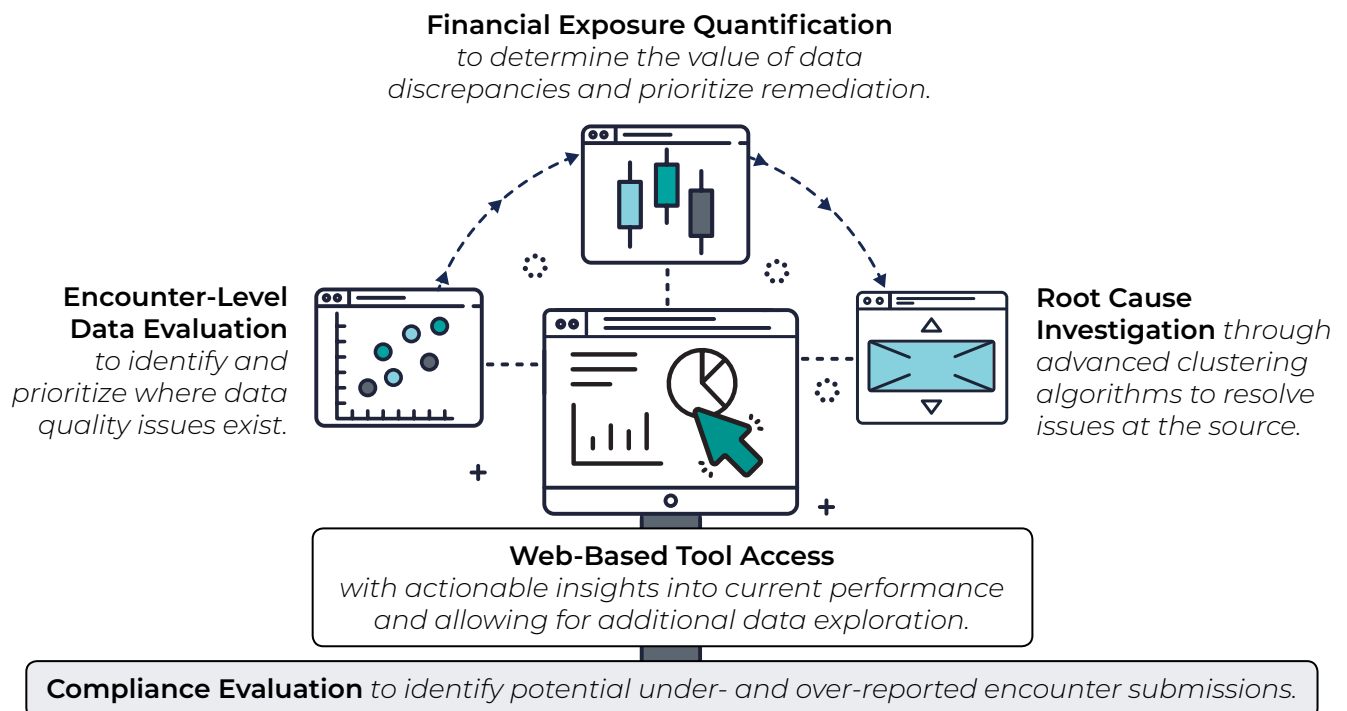 Financial Exposure Quantification
to determine the value of data
discrepancies and prioritize remediation.
Encounter-Level
Data Evaluation
to identify and
prioritize where data
quality issues exist.
Root Cause
Investigation through
advanced clustering
algorithms to resolve
issues at the source.
Web-Based Tool Access
with actionable insights into current performance
and allowing for additional data exploration.
Compliance Evaluation to identify potential under- and over-reported encounter submissions.